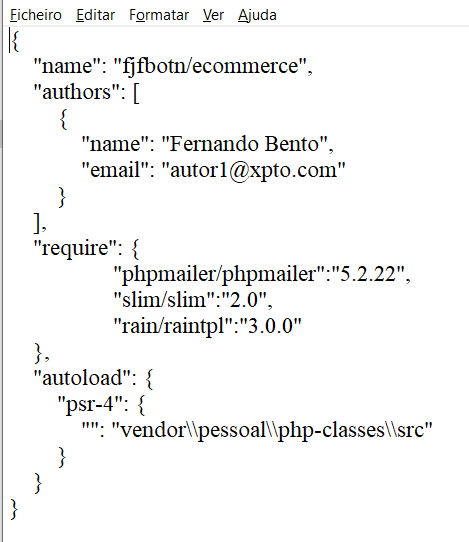 Ficheiro Editar Formatar Ver Ajuda
{
"name": "fjfbotn/ecommerce",
"authors": [
{
"name": "Fernando Bento",
"email": "autor1@xpto.com"
}
],
"require": {
"phpmailer/phpmailer":"5.2.22",
"slim/slim":"2.0",
"rain/raintpl":"3.0.0"
},
"autoload": {
"psr-4": {
"": "vendor\\pessoal\\php-classes\\src"
}
}
}